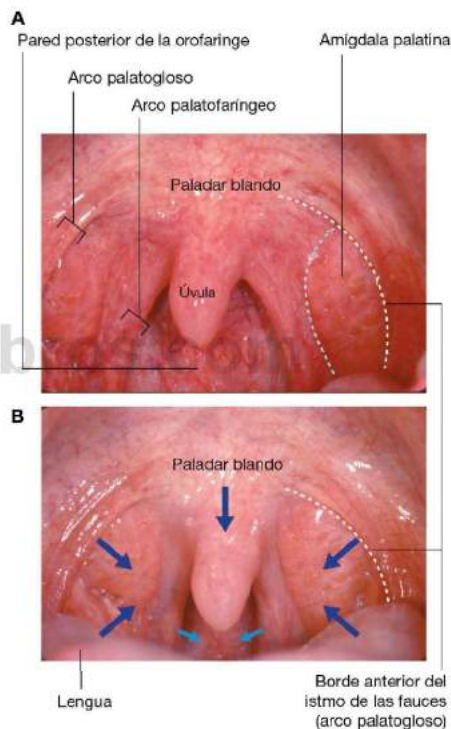 A
Pared posterior de la orofaringe
Amígdala palatina
Arco palatogloso
Arco palatofaríngeo
Paladar blando
Úvula
B
Paladar blando
Lengua
Borde anterior del
istmo de las fauces
(arco palatogloso)